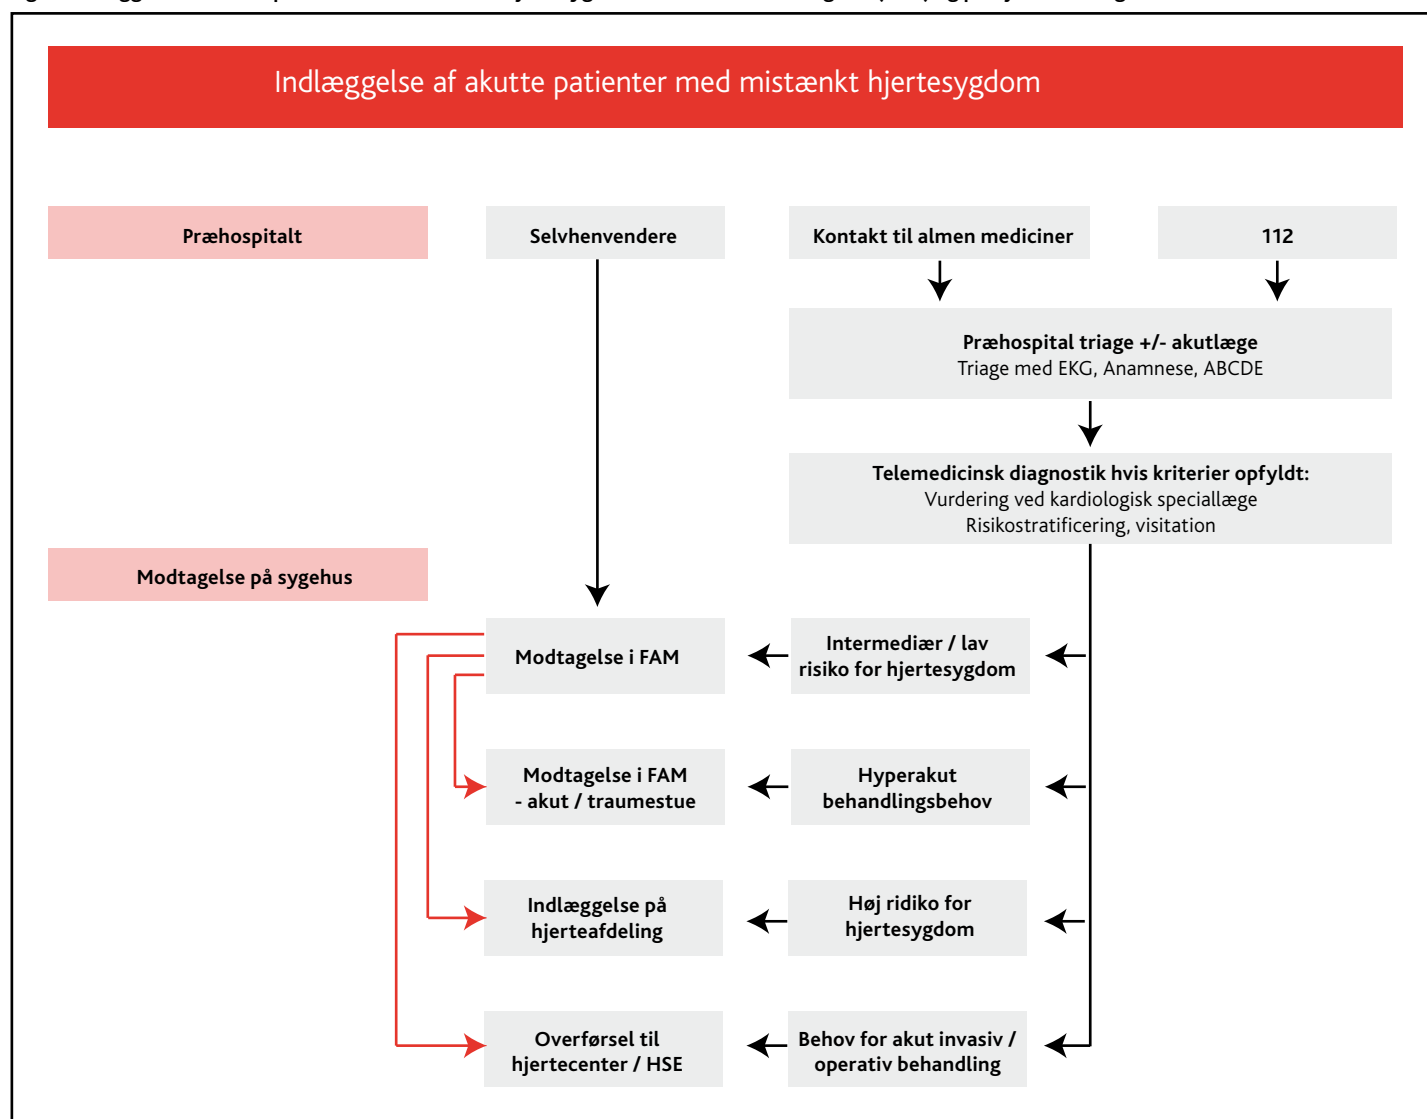 Indlæggelse af akutte patienter med mistænkt hjertesygdom
Præhospitalt
Selvhenvendere
Kontakt til almen mediciner
112
Præhospital triage +/- akutlæge
Triage med EKG, Anamnese, ABCDE
Telemedicinsk diagnostik hvis kriterier opfyldt:
Vurdering ved kardiologisk speciallæge
Risikostratificering, visitation
Modtagelse på sygehus
Modtagelse i FAM
Intermediær / lav
risiko for hjertesygdom
Modtagelse i FAM
- akut / traumestue
Hyperakut
behandlingsbehov
Indlæggelse på
hjerteafdeling
Høj ridiko for
hjertesygdom
Overførsel til
hjertecenter / HSE
Behov for akut invasiv /
operativ behandling